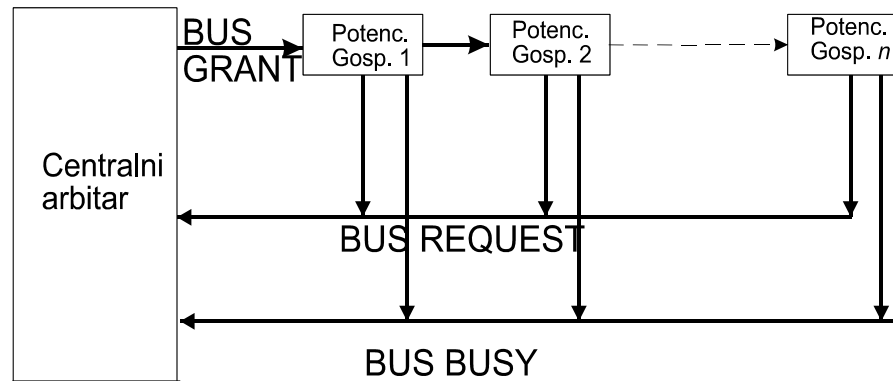 BUS
GRANT
Potenc.
Gosp. 1
Potenc.
Gosp. 2
Potenc.
Gosp. n
Centralni
arbitar
BUS REQUEST
BUS BUSY